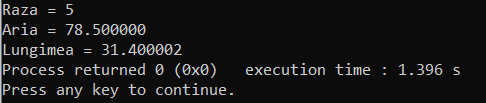 Raza = 5
Aria = 78.500000
Lungimea = 31.400002
Process returned 0 (0x0)   execution time : 1.396 s
Press any key to continue.